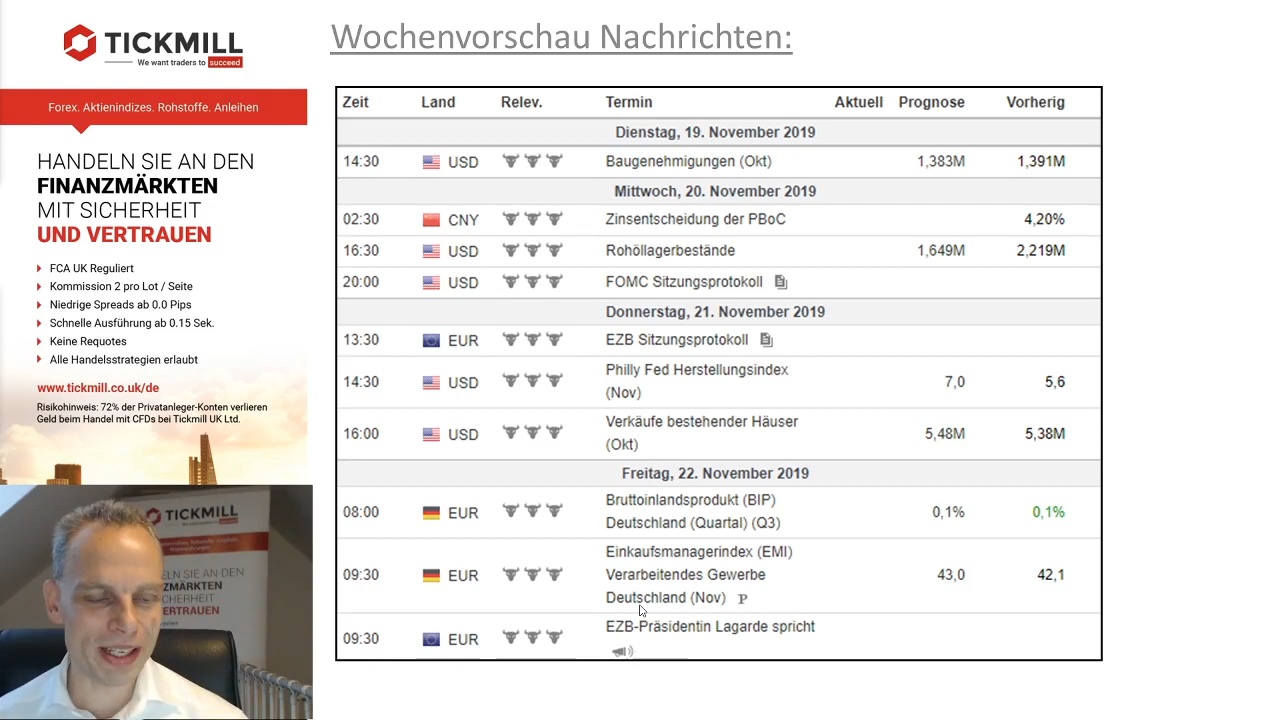 TICKMILL
We want traders to succeed
Forex. Aktienindizes. Rohstoffe. Anleihen
HANDELN SIE AN DEN
FINANZMÄRKTEN
MIT SICHERHEIT
UND VERTRAUEN
FCA UK Reguliert
Kommission 2 pro Lot / Seite
Niedrige Spreads ab 0.0 Pips
Schnelle Ausführung ab 0.15 Sek.
Keine Requotes
Alle Handelsstrategien erlaubt
www.tickmill.co.uk/de
Risikohinweis: 72% der Privatanleger-Konten verlieren
Geld beim Handel mit CFDs bei Tickmill UK Ltd.
Wochenvorschau Nachrichten:
Zeit Land Relev. Termin Aktuell Prognose Vorherig
Dienstag, 19. November 2019
14:30 USD Baugenehmigungen (Okt) 1,383M 1,391M
Mittwoch, 20. November 2019
02:30 CNY Zinsentscheidung der PBoC 4,20%
16:30 USD Rohöllagerbestände 1,649M 2,219M
20:00 USD FOMC Sitzungsprotokoll
Donnerstag, 21. November 2019
13:30 EUR EZB Sitzungsprotokoll
14:30 USD Philly Fed Herstellungsindex
(Nov) 7,0 5,6
16:00 USD Verkäufe bestehender Häuser
(Okt) 5,48M 5,38M
Freitag, 22. November 2019
08:00 EUR Bruttoinlandsprodukt (BIP)
Deutschland (Quartal) (Q3) 0,1% 0,1%
09:30 EUR Einkaufsmanagerindex (EMI)
Verarbeitendes Gewerbe 43,0 42,1
Deutschland (Nov) P
09:30 EUR EZB-Präsidentin Lagarde spricht
TICKMILL
ELN SIE AN DEN
ZMÄRKTEN
CHERHEIT
ERTRAUEN